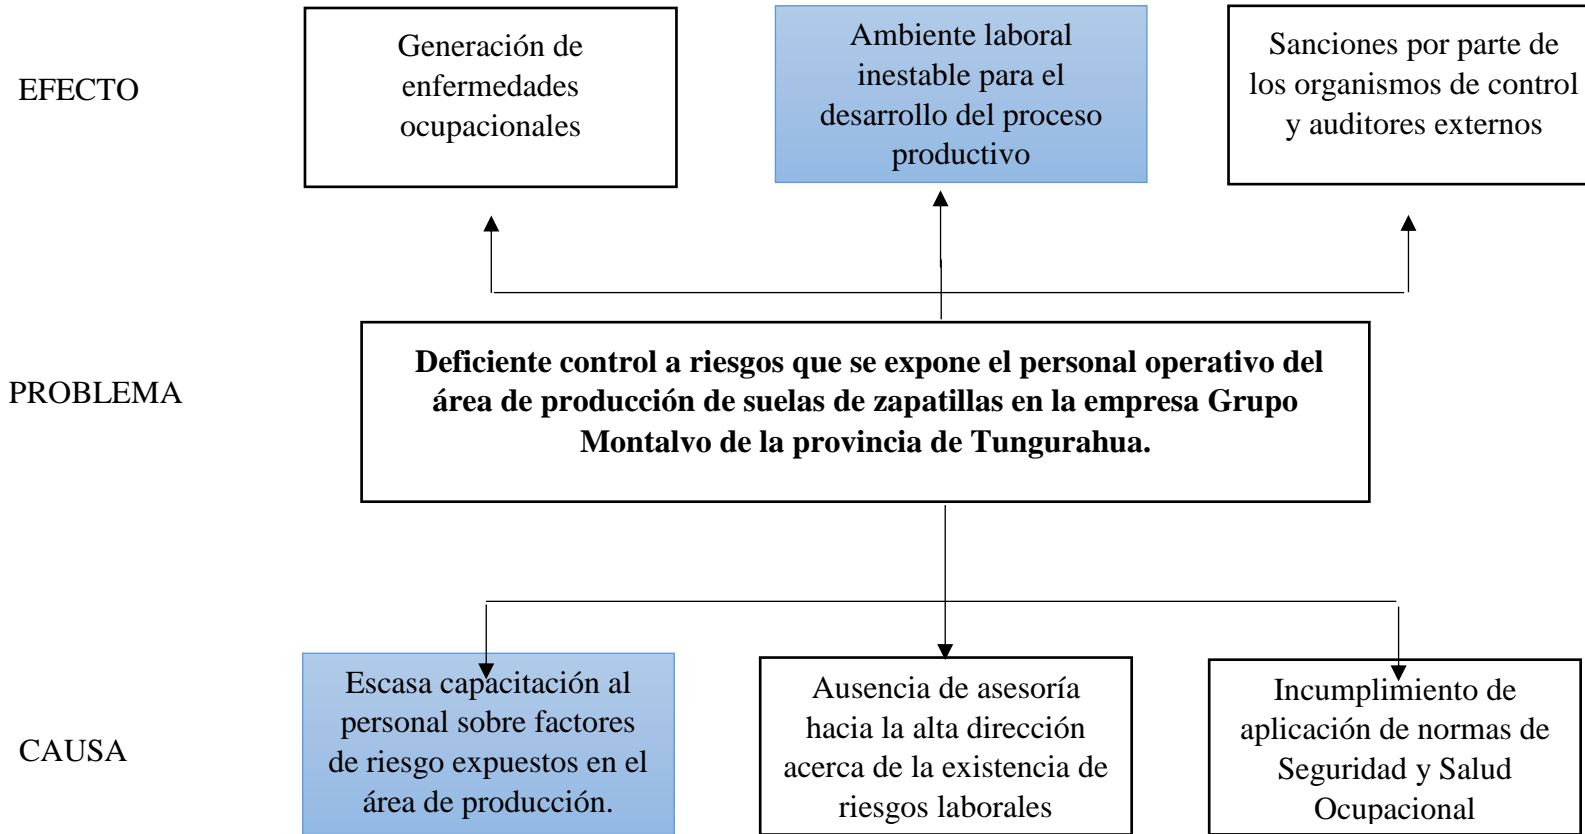 EFECTO
Generación de
enfermedades
ocupacionales
Ambiente laboral
inestable para el
desarrollo del proceso
productivo
Sanciones por parte de
los organismos de control
y auditores externos
PROBLEMA
Deficiente control a riesgos que se expone el personal operativo del
área de producción de suelas de zapatillas en la empresa Grupo
Montalvo de la provincia de Tungurahua.
CAUSA
Escasa capacitación al
personal sobre factores
de riesgo expuestos en el
área de producción.
Ausencia de asesoría
hacia la alta dirección
acerca de la existencia de
riesgos laborales
Incumplimiento de
aplicación de normas de
Seguridad y Salud
Ocupacional